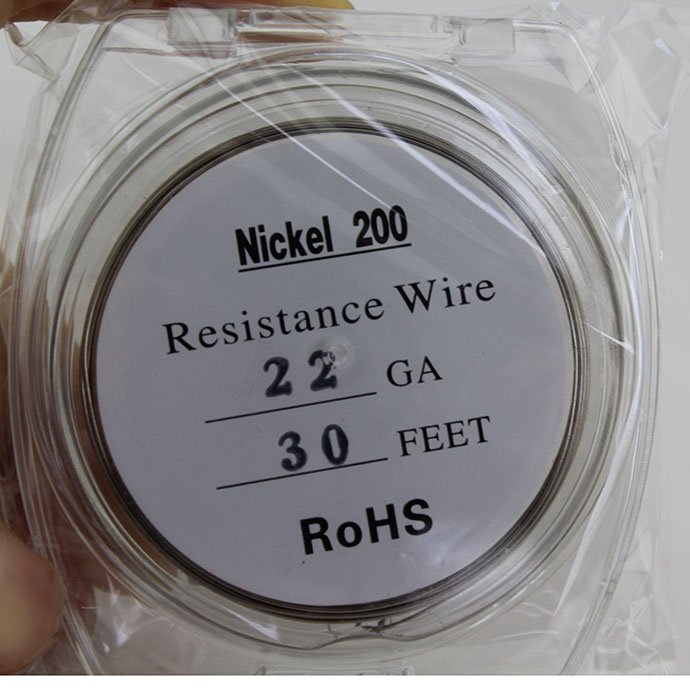 Nickel 200
Resistance Wire
22 GA
30 FEET
RoHS